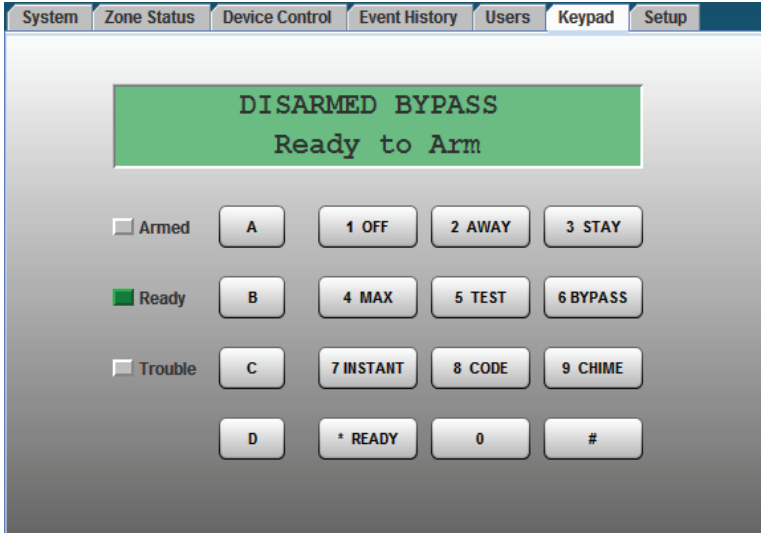 System Zone Status Device Control Event History Users Keypad Setup
DISARMED BYPASS
Ready to Arm
Armed A 1 OFF 2 AWAY 3 STAY
Ready B 4 MAX 5 TEST 6 BYPASS
Trouble C 7 INSTANT 8 CODE 9 CHIME
D * READY 0 #